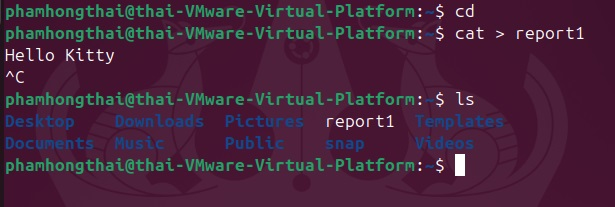 phamhongthai@thai-VMware-Virtual-Platform:~$ cd
phamhongthai@thai-VMware-Virtual-Platform:~$ cat > report1
Hello Kitty
^C
phamhongthai@thai-VMware-Virtual-Platform:~$ ls
Desktop Downloads Pictures report1 Templates
Documents Music Public snap Videos
phamhongthai@thai-VMware-Virtual-Platform:~$